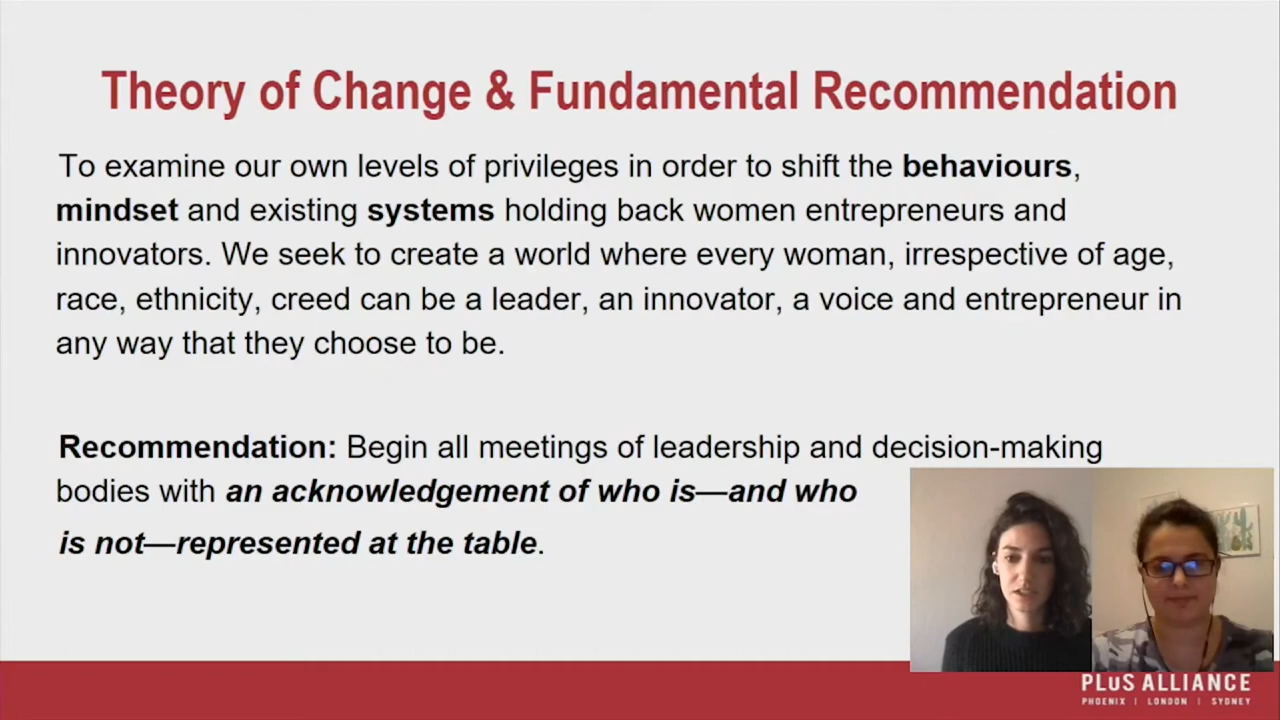 Theory of Change & Fundamental Recommendation
To examine our own levels of privileges in order to shift the behaviours,
mindset and existing systems holding back women entrepreneurs and
innovators. We seek to create a world where every woman, irrespective of age,
race, ethnicity, creed can be a leader, an innovator, a voice and entrepreneur in
any way that they choose to be.
Recommendation: Begin all meetings of leadership and decision-making
bodies with an acknowledgement of who is—and who
is not—represented at the table.
PLuS ALLIANCE
PHOENIX | LONDON | SYDNEY